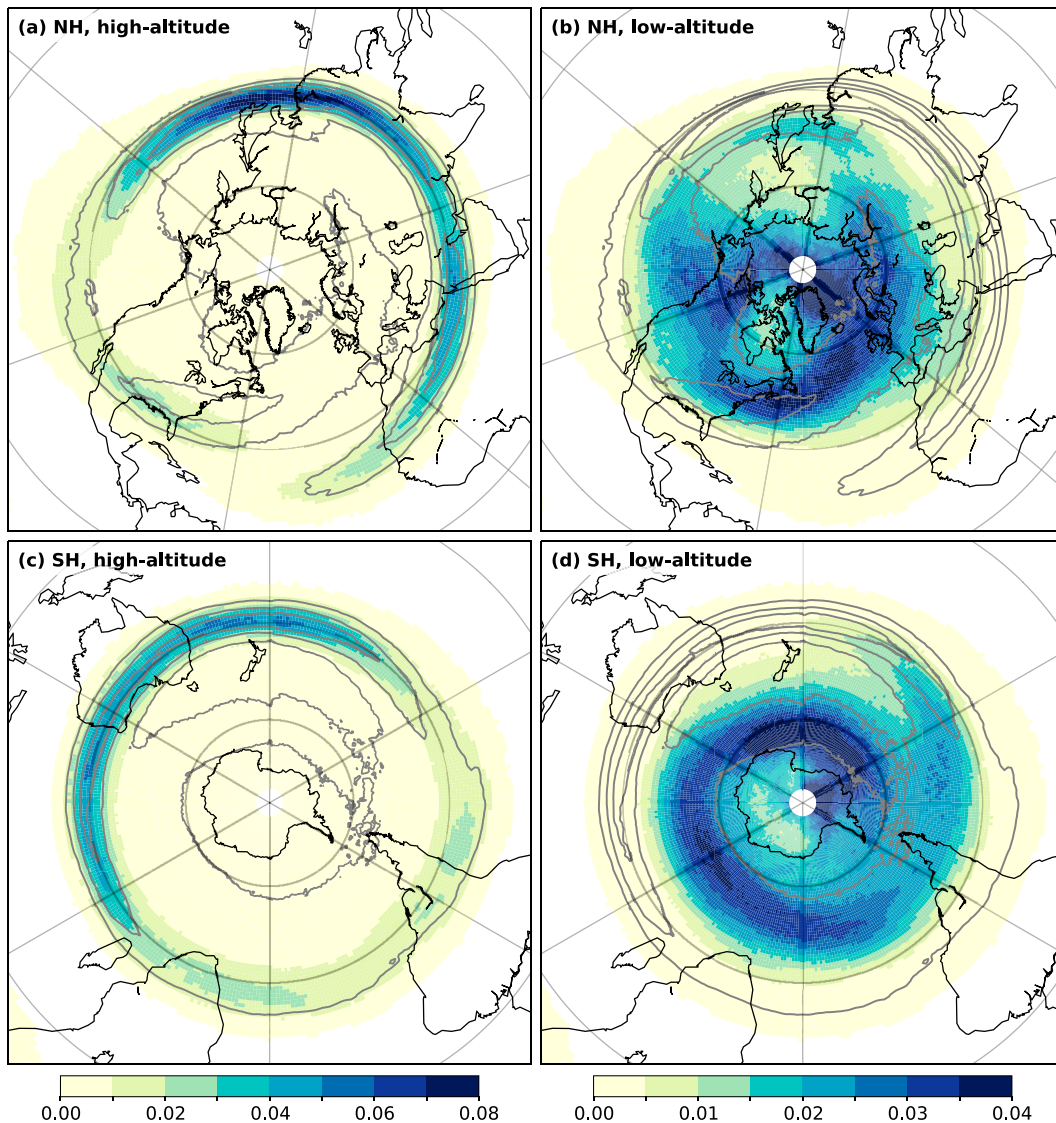 (a) NH, high-altitude
(b) NH, low-altitude
(c) SH, high-altitude
(d) SH, low-altitude
0.00 0.02 0.04 0.06 0.08
0.00 0.01 0.02 0.03 0.04